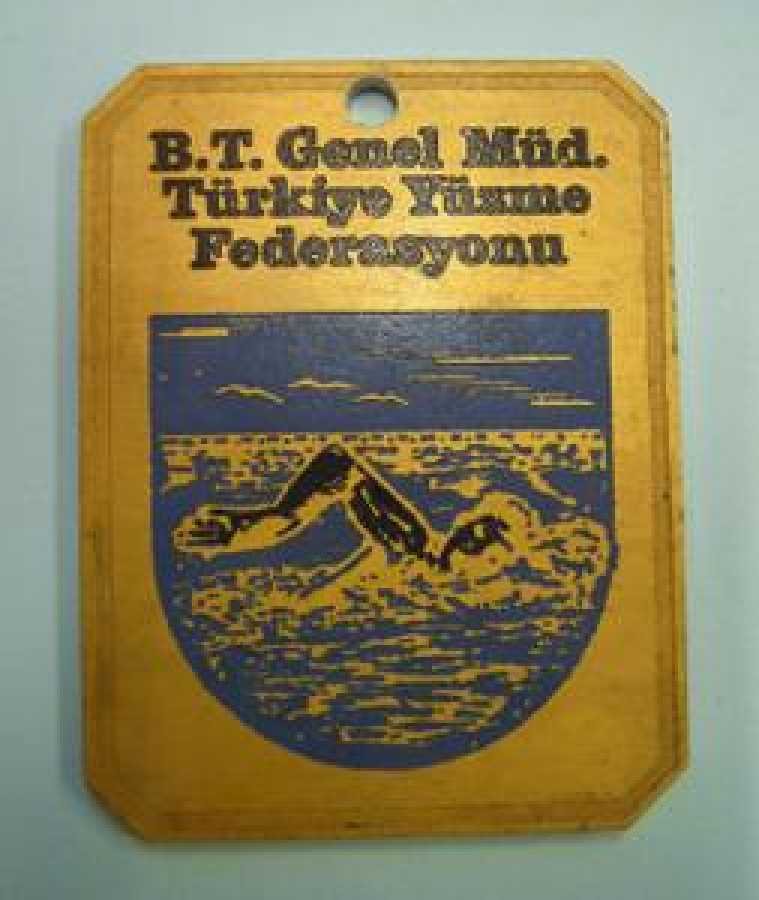 B.T. Genel Müd.
Türkiye Yüzme
Federasyonu